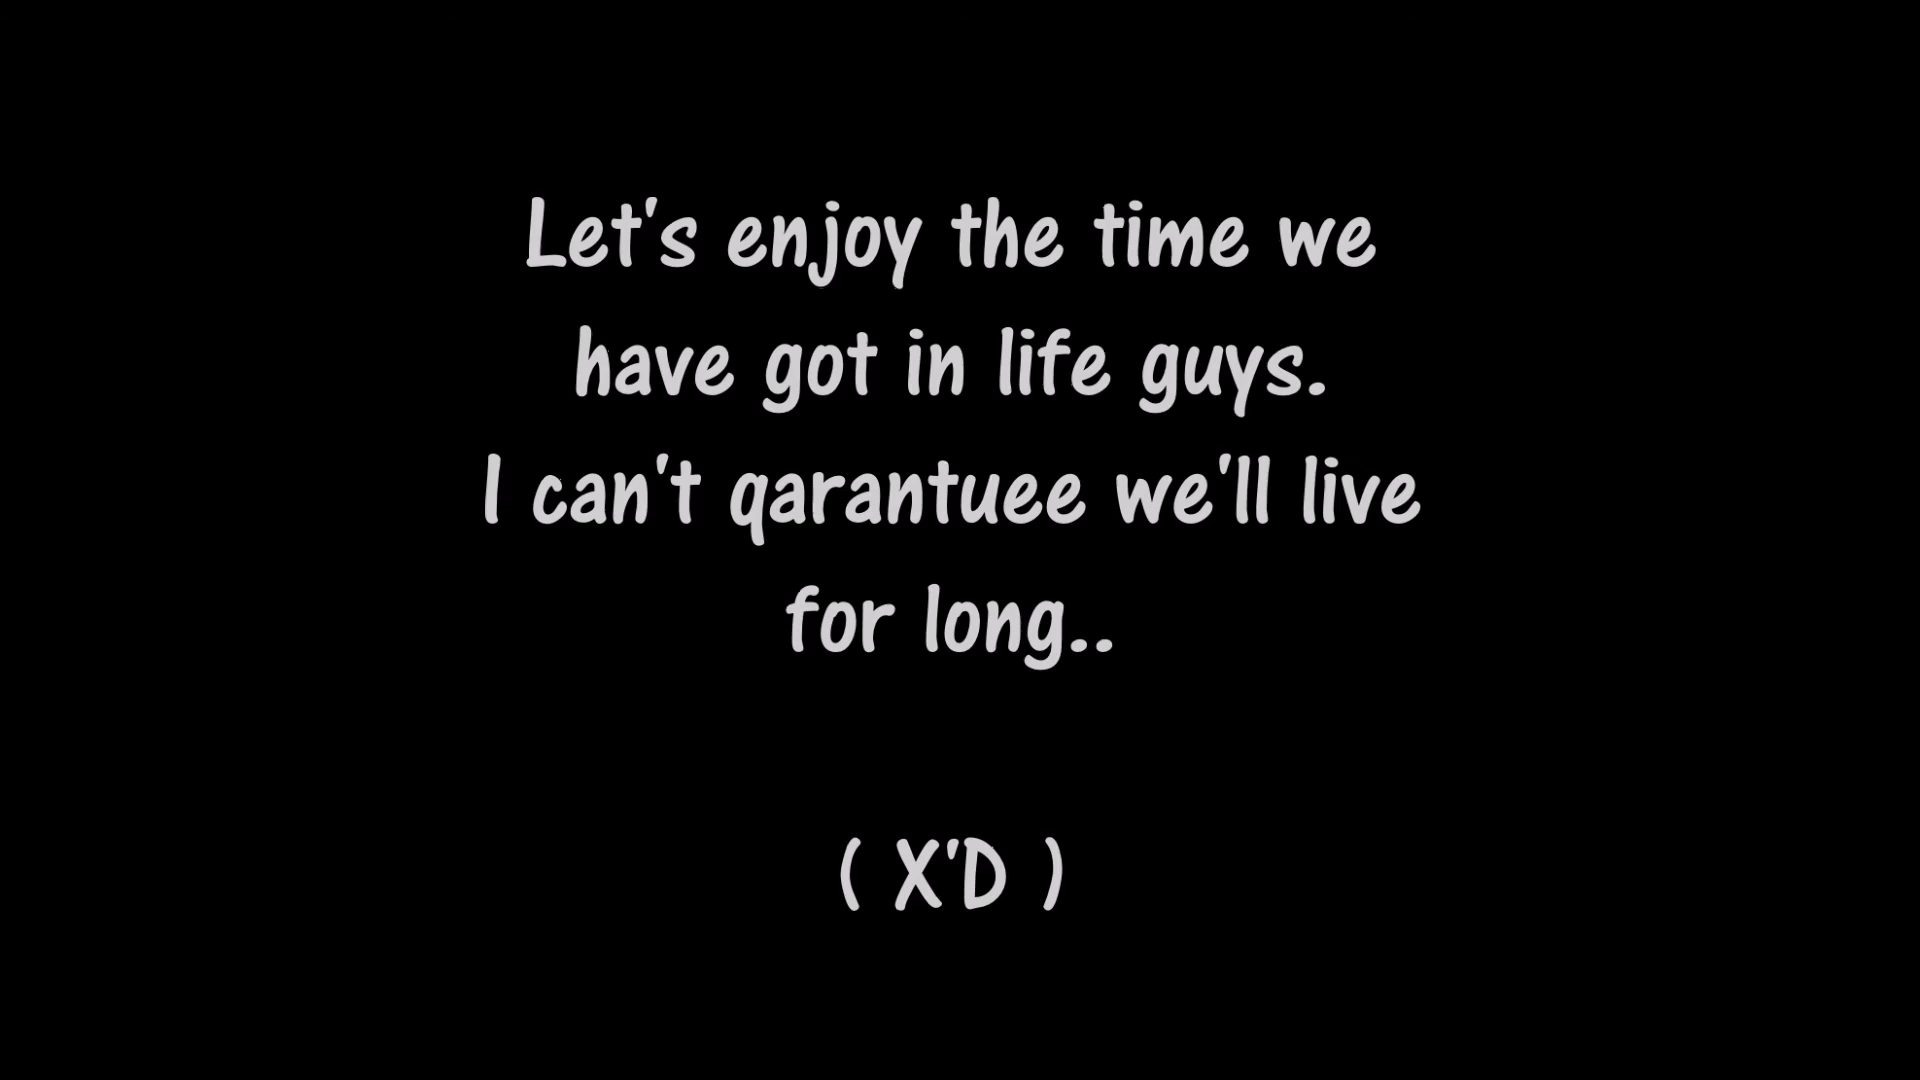 Let's enjoy the time we
have got in life guys.
I can't qarantuee we'll live
for long..
( X'D )